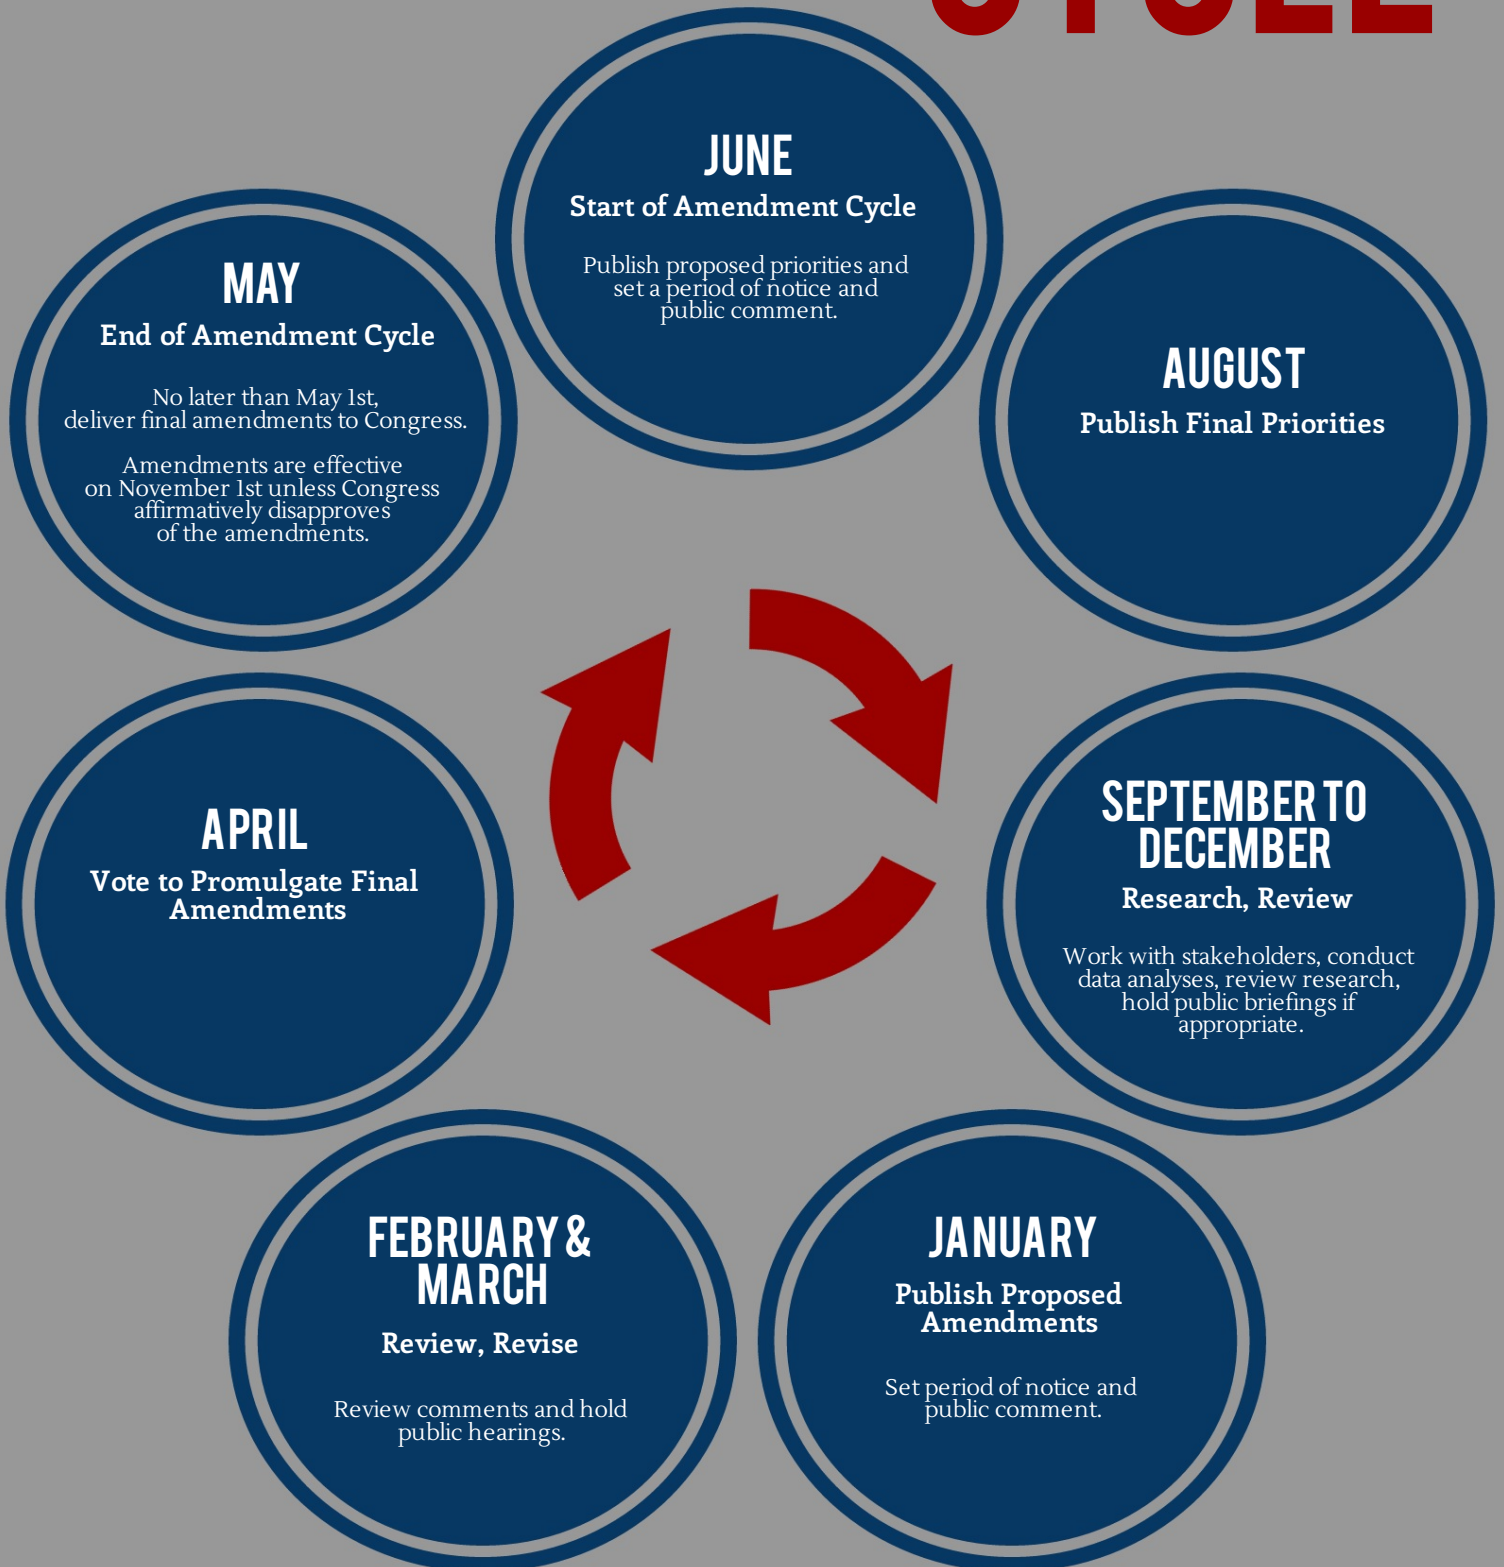 CYCLE
JUNE
Start of Amendment Cycle
Publish proposed priorities and
set a period of notice and
public comment.
AUGUST
Publish Final Priorities
SEPTEMBER TO
DECEMBER
Research, Review
Work with stakeholders, conduct
data analyses, review research,
hold public briefings if
appropriate.
JANUARY
Publish Proposed
Amendments
Set period of notice and
public comment.
FEBRUARY &
MARCH
Review, Revise
Review comments and hold
public hearings.
APRIL
Vote to Promulgate Final
Amendments
MAY
End of Amendment Cycle
No later than May 1st,
deliver final amendments to Congress.
Amendments are effective
on November 1st unless Congress
affirmatively disapproves
of the amendments.